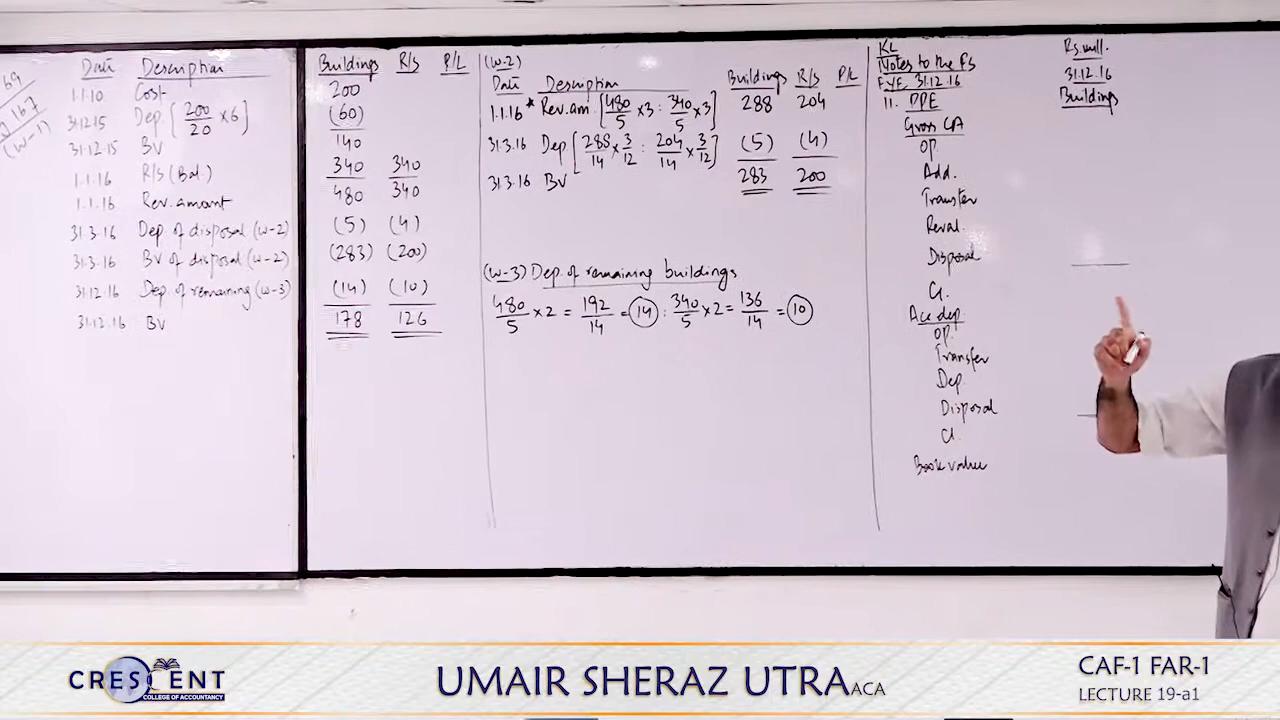 69
Q 167
(W-1)
Date Description Buildings R/S P/L
1.1.10 Cost 200
31.12.15 Dep. [200/20 x 6] (60)
31.12.15 BV 140
1.1.16 R/S (Bal.) 340 340
1.1.16 Rev. amount 480 340
31.3.16 Dep. of disposal (w-2) (5) (4)
31.3.16 BV of disposal (w-2) (283) (200)
31.12.16 Dep. of remaining (w-3) (14) (10)
31.12.16 BV 178 126
(W-2)
Date Description Buildings R/S P/L
1.1.16 * Rev. am. [480/5 x 3 : 340/5 x 3] 288 204
31.3.16 Dep [288/14 x 3/12 : 204/14 x 3/12] (5) (4)
31.3.16 BV 283 200
(W-3) Dep. of remaining buildings
480/5 x 2 = 192/14 = 14 : 340/5 x 2 = 136/14 = 10
KL
Notes to the FS
F.Y.E. 31.12.16
Rs. mill.
31.12.16
11. PPE Buildings
Gross CA
OP.
Add.
Transfer
Reval.
Disposal
Cl.
Acc dep.
OP.
Transfer
Dep.
Disposal
Cl.
Book value
CRESCENT
COLLEGE OF ACCOUNTANCY
UMAIR SHERAZ UTRA ACA
CAF-1 FAR-1
LECTURE 19-a1